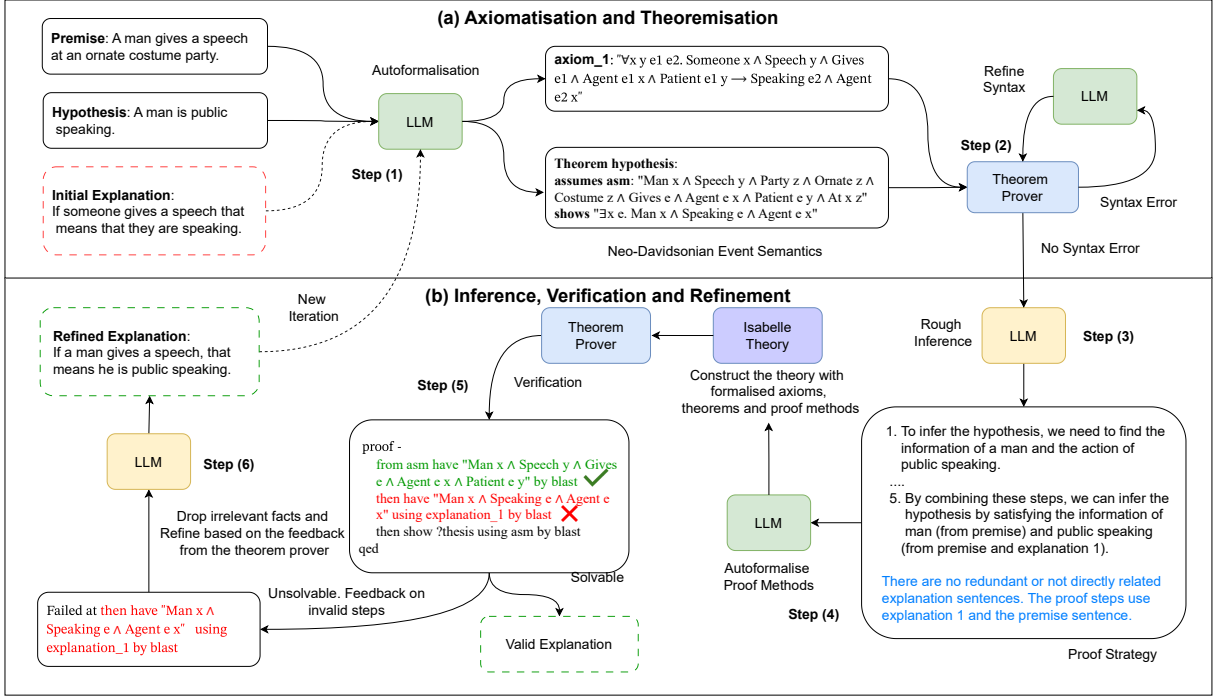 (a) Axiomatisation and Theoremisation
Premise: A man gives a speech
at an ornate costume party.
Hypothesis: A man is public
speaking.
Initial Explanation:
If someone gives a speech that
means that they are speaking.
Autoformalisation
LLM
Step (1)
axiom_1: "∀x y e1 e2. Someone x ∧ Speech y ∧ Gives
e1 ∧ Agent e1 x ∧ Patient e1 y ⟶ Speaking e2 ∧ Agent
e2 x"
Theorem hypothesis:
assumes asm: "Man x ∧ Speech y ∧ Party z ∧ Ornate z ∧
Costume z ∧ Gives e ∧ Agent e x ∧ Patient e y ∧ At x z"
shows "∃x e. Man x ∧ Speaking e ∧ Agent e x"
Neo-Davidsonian Event Semantics
Refine
Syntax
LLM
Step (2)
Theorem
Prover
Syntax Error
No Syntax Error
(b) Inference, Verification and Refinement
New
Iteration
Rough
Inference
LLM
Step (3)
1. To infer the hypothesis, we need to find the
information of a man and the action of
public speaking.
....
5. By combining these steps, we can infer the
hypothesis by satisfying the information of
man (from premise) and public speaking
(from premise and explanation 1).
There are no redundant or not directly related
explanation sentences. The proof steps use
explanation 1 and the premise sentence.
Proof Strategy
LLM
Autoformalise
Proof Methods
Step (4)
Construct the theory with
formalised axioms,
theorems and proof methods
Isabelle
Theory
Theorem
Prover
Step (5)
Verification
proof -
from asm have "Man x ∧ Speech y ∧ Gives
e ∧ Agent e x ∧ Patient e y" by blast
then have "Man x ∧ Speaking e ∧ Agent e
x" using explanation_1 by blast
then show ?thesis using asm by blast
qed
Solvable
Valid Explanation
Unsolvable. Feedback on
invalid steps
Failed at then have "Man x ∧
Speaking e ∧ Agent e x" using
explanation_1 by blast
Drop irrelevant facts and
Refine based on the feedback
from the theorem prover
LLM
Step (6)
Refined Explanation:
If a man gives a speech, that
means he is public speaking.